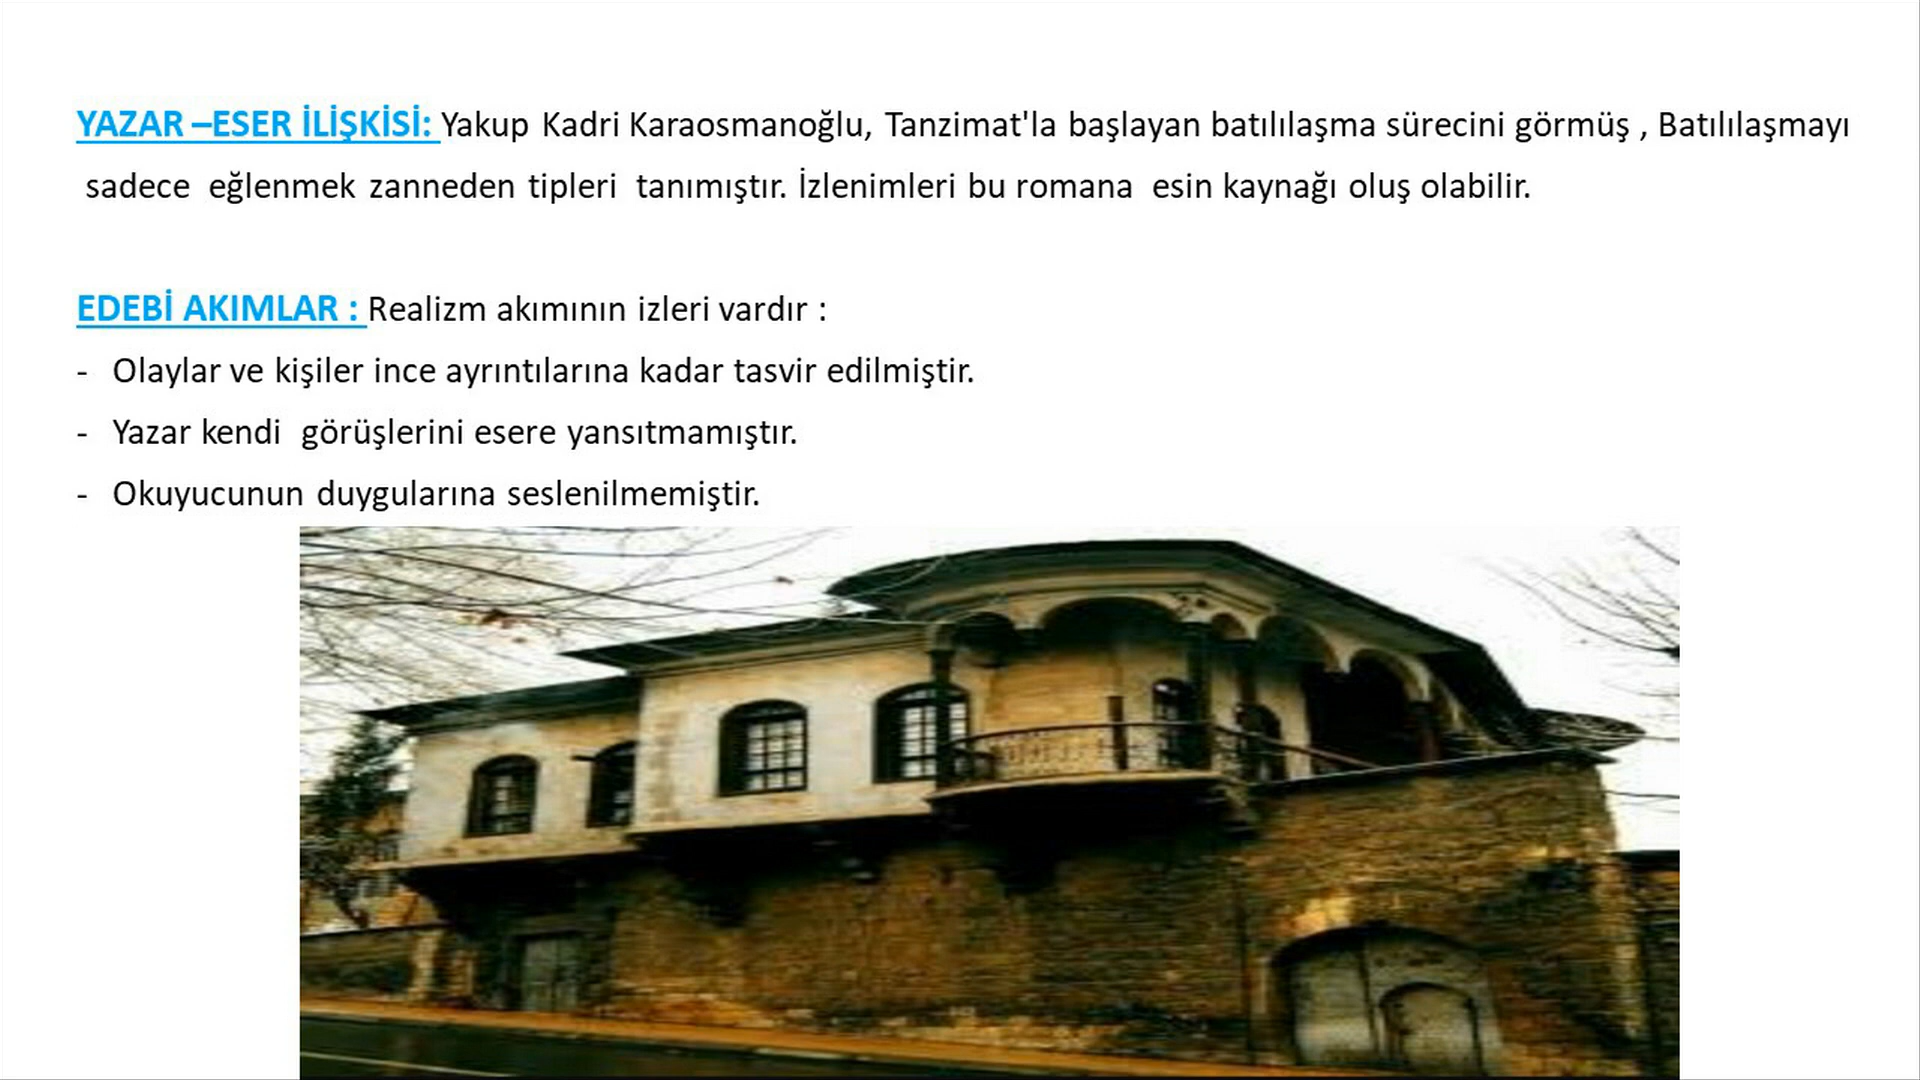 YAZAR –ESER İLİŞKİSİ: Yakup Kadri Karaosmanoğlu, Tanzimat'la başlayan batılılaşma sürecini görmüş , Batılılaşmayı
sadece eğlenmek zanneden tipleri tanımıştır. İzlenimleri bu romana esin kaynağı oluş olabilir.
EDEBİ AKIMLAR : Realizm akımının izleri vardır :
- Olaylar ve kişiler ince ayrıntılarına kadar tasvir edilmiştir.
- Yazar kendi görüşlerini esere yansıtmamıştır.
- Okuyucunun duygularına seslenilmemiştir.